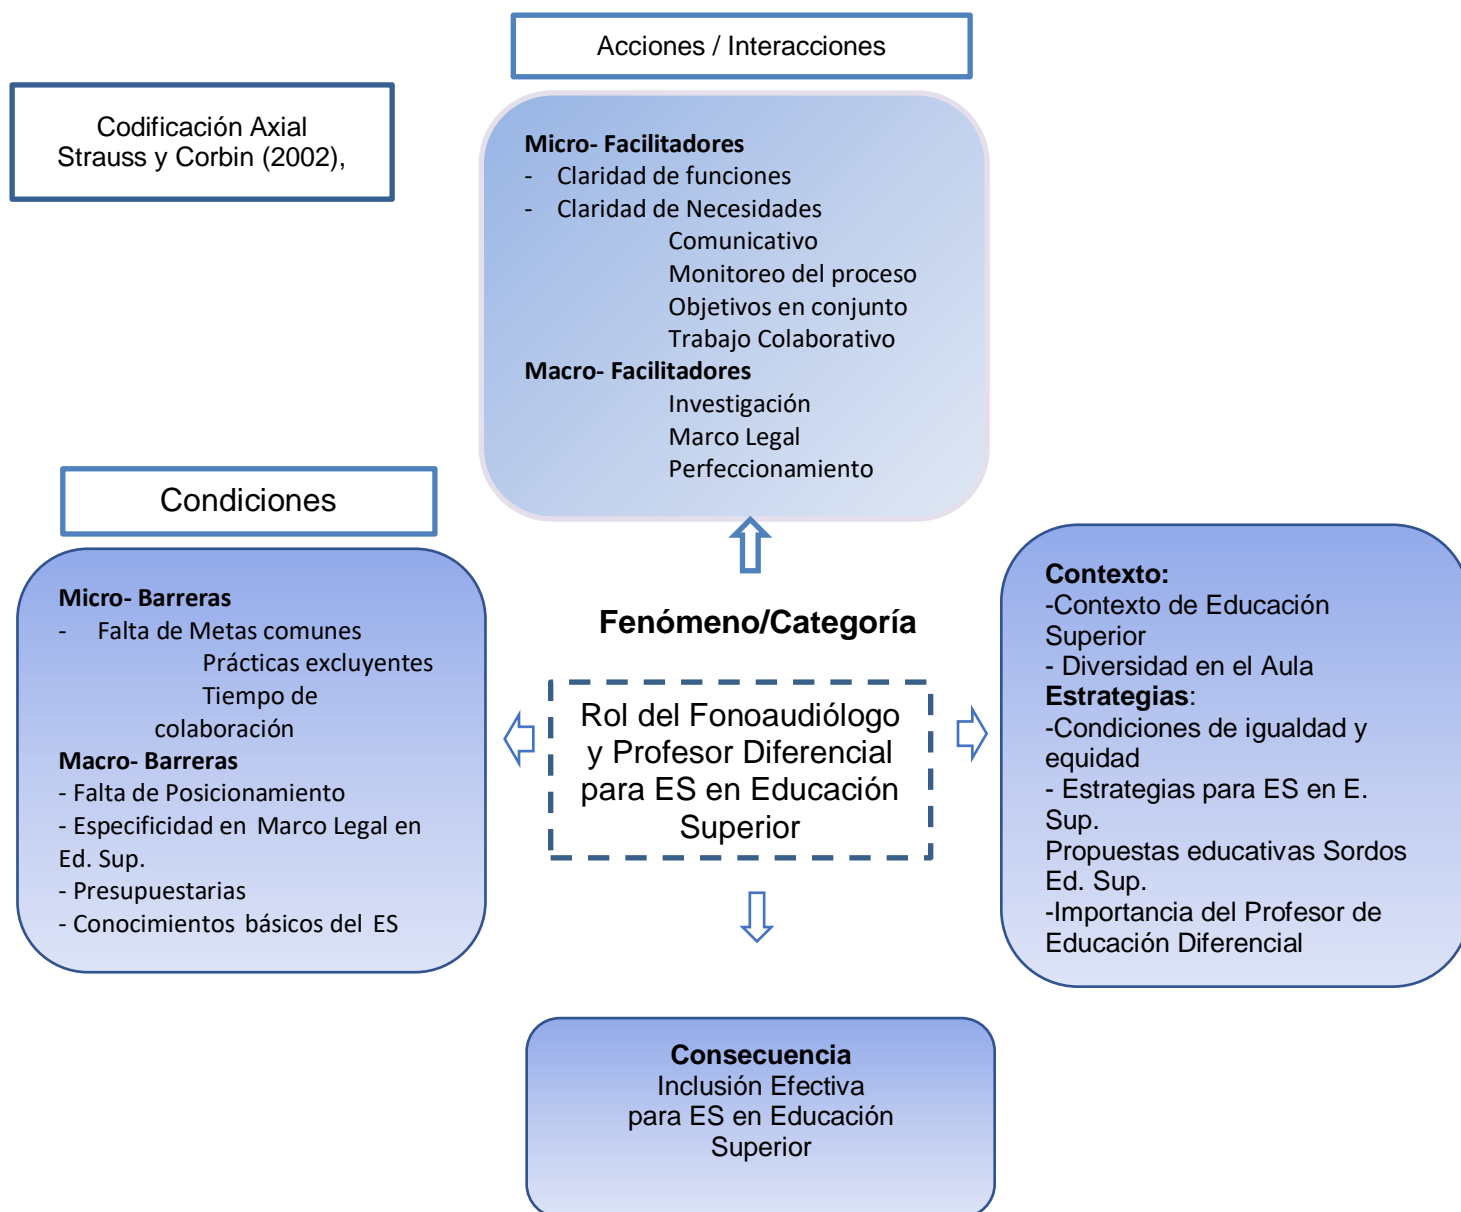 Acciones / Interacciones
Codificación Axial
Strauss y Corbin (2002),
Micro- Facilitadores
- Claridad de funciones
- Claridad de Necesidades
Comunicativo
Monitoreo del proceso
Objetivos en conjunto
Trabajo Colaborativo
Macro- Facilitadores
Investigación
Marco Legal
Perfeccionamiento
Condiciones
Micro- Barreras
- Falta de Metas comunes
Prácticas excluyentes
Tiempo de
colaboración
Macro- Barreras
- Falta de Posicionamiento
- Especificidad en Marco Legal en
Ed. Sup.
- Presupuestarias
- Conocimientos básicos del ES
Fenómeno/Categoría
Rol del Fonoaudiólogo
y Profesor Diferencial
para ES en Educación
Superior
Contexto:
-Contexto de Educación
Superior
- Diversidad en el Aula
Estrategias:
-Condiciones de igualdad y
equidad
- Estrategias para ES en E.
Sup.
Propuestas educativas Sordos
Ed. Sup.
-Importancia del Profesor de
Educación Diferencial
Consecuencia
Inclusión Efectiva
para ES en Educación
Superior